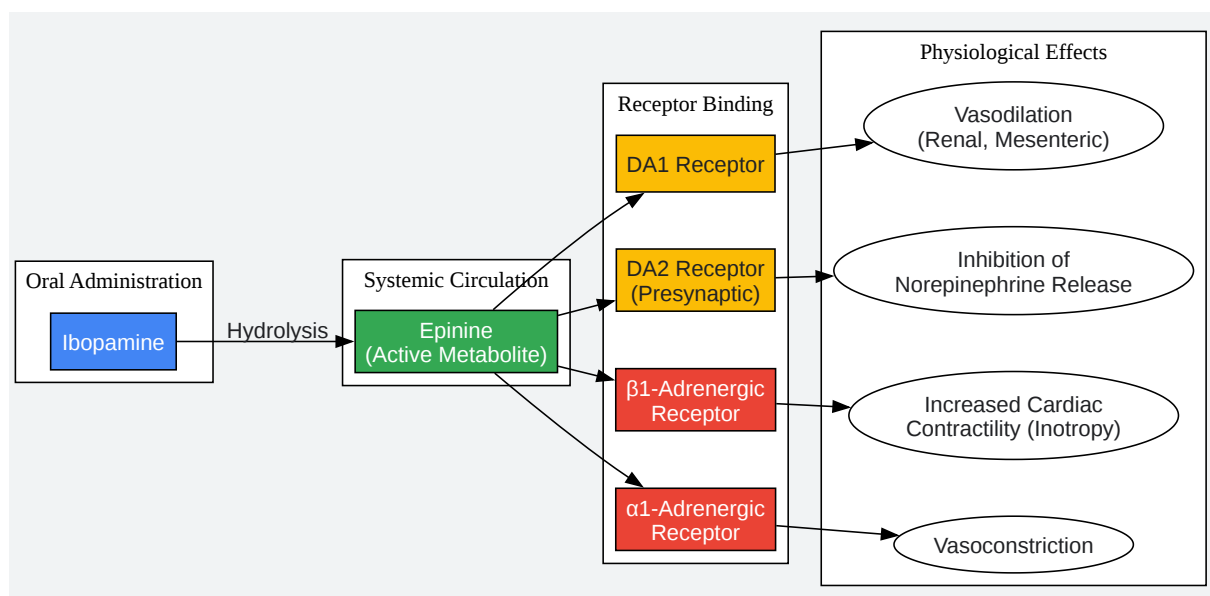 Oral Administration
Ibopamine
Hydrolysis
Systemic Circulation
Epinine
(Active Metabolite)
Receptor Binding
DA1 Receptor
DA2 Receptor
(Presynaptic)
β1-Adrenergic
Receptor
α1-Adrenergic
Receptor
Physiological Effects
Vasodilation
(Renal, Mesenteric)
Inhibition of
Norepinephrine Release
Increased Cardiac
Contractility (Inotropy)
Vasoconstriction